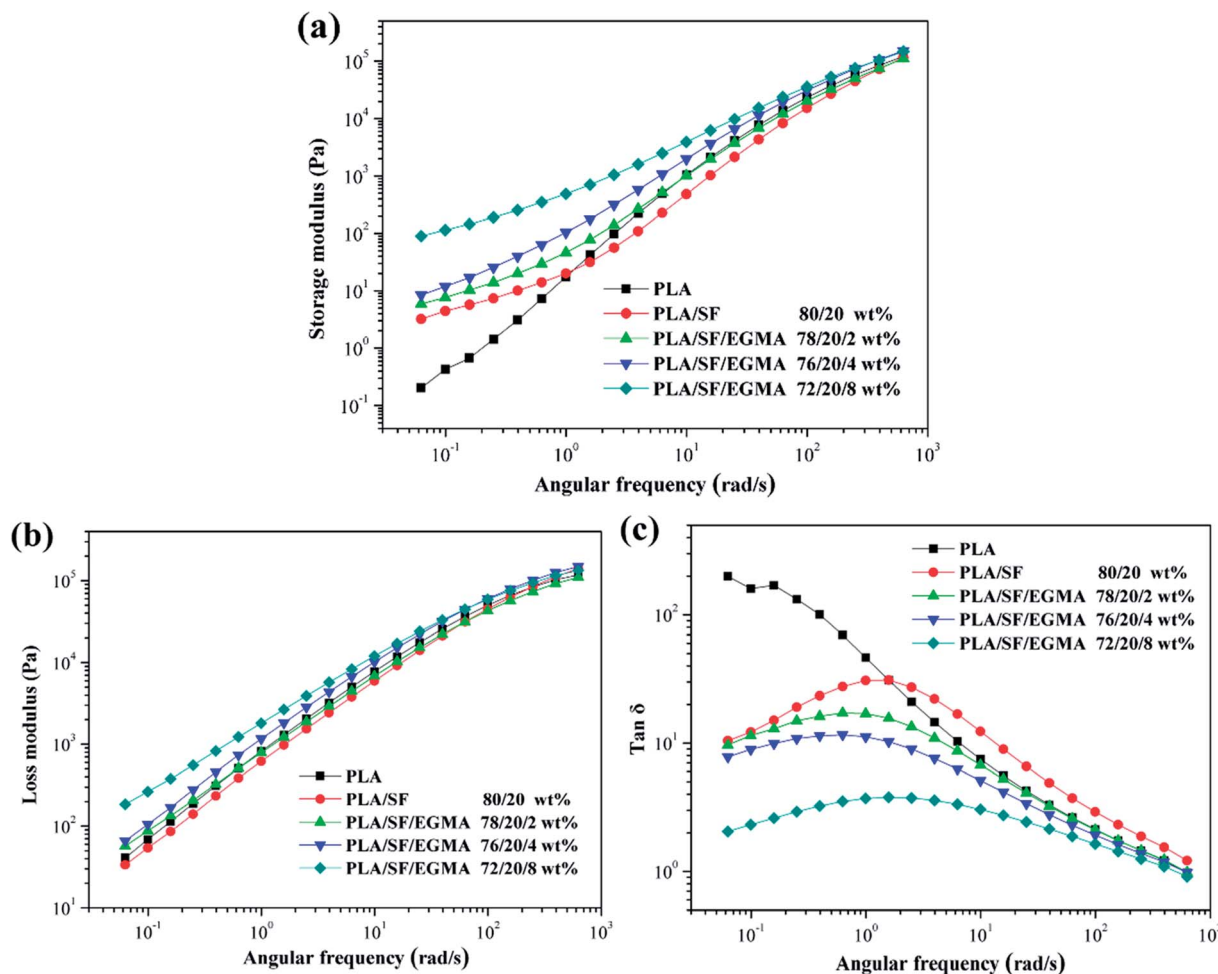 (a)
Storage modulus (Pa)
10^5
10^4
10^3
10^2
10^1
10^0
10^-1
PLA
PLA/SF 80/20 wt%
PLA/SF/EGMA 78/20/2 wt%
PLA/SF/EGMA 76/20/4 wt%
PLA/SF/EGMA 72/20/8 wt%
10^-1 10^0 10^1 10^2 10^3
Angular frequency (rad/s)
(b)
Loss modulus (Pa)
10^5
10^4
10^3
10^2
10^1
PLA
PLA/SF 80/20 wt%
PLA/SF/EGMA 78/20/2 wt%
PLA/SF/EGMA 76/20/4 wt%
PLA/SF/EGMA 72/20/8 wt%
10^-1 10^0 10^1 10^2 10^3
Angular frequency (rad/s)
(c)
Tan δ
10^2
10^1
10^0
PLA
PLA/SF 80/20 wt%
PLA/SF/EGMA 78/20/2 wt%
PLA/SF/EGMA 76/20/4 wt%
PLA/SF/EGMA 72/20/8 wt%
10^-1 10^0 10^1 10^2
Angular frequency (rad/s)